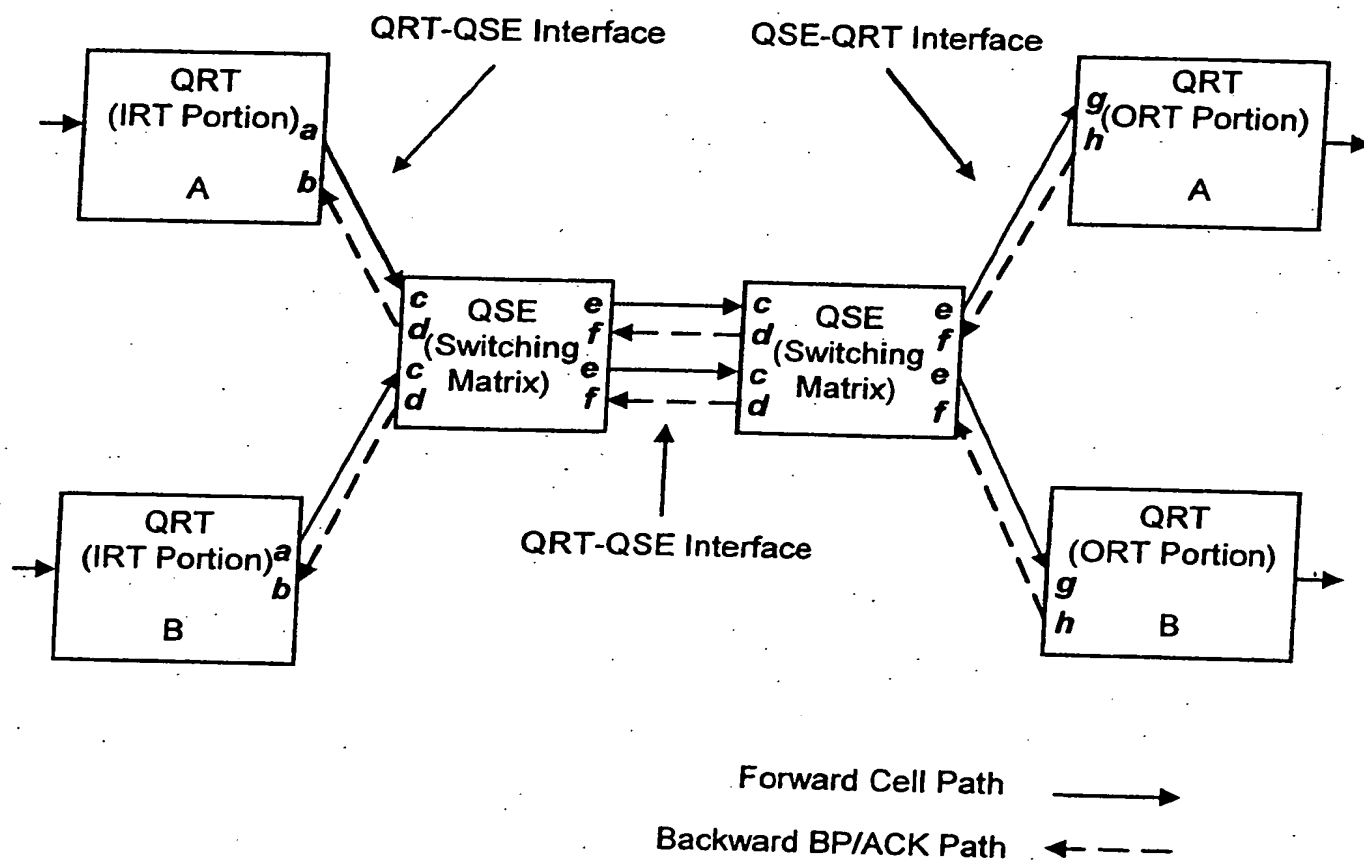 QRT-QSE Interface
QSE-QRT Interface
QRT
(IRT Portion)
a
b
A
QRT
(ORT Portion)
g
h
A
c
d
c
d
QSE
(Switching
Matrix)
e
f
e
f
c
d
c
d
QSE
(Switching
Matrix)
e
f
e
f
QRT
(IRT Portion)
a
b
B
QRT-QSE Interface
QRT
(ORT Portion)
g
h
B
Forward Cell Path
Backward BP/ACK Path